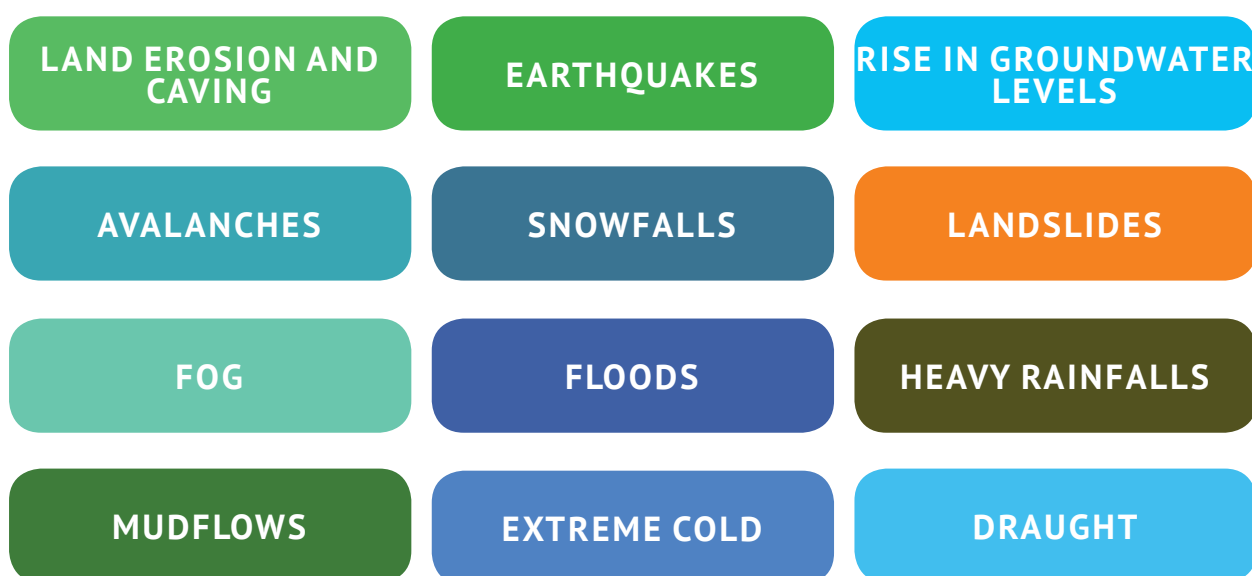 LAND EROSION AND
CAVING
EARTHQUAKES
RISE IN GROUNDWATER
LEVELS
AVALANCHES
SNOWFALLS
LANDSLIDES
FOG
FLOODS
HEAVY RAINFALLS
MUDFLOWS
EXTREME COLD
DRAUGHT